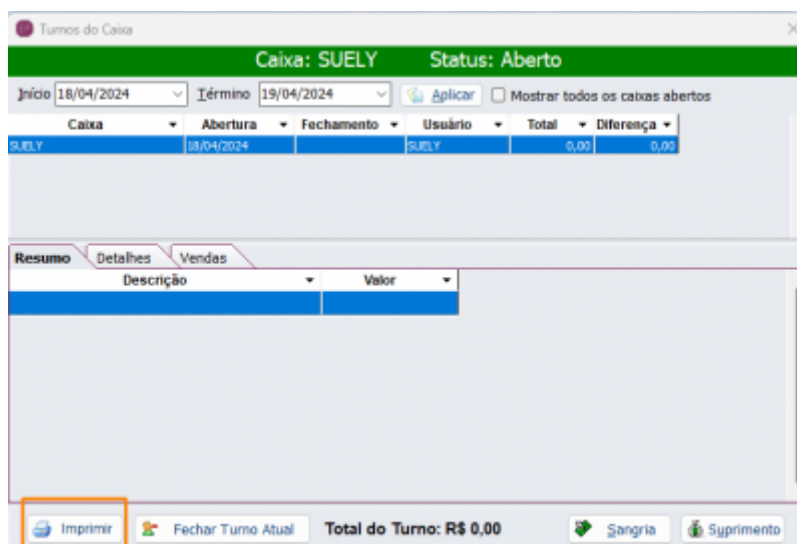 Turnos do Caixa
Caixa: SUELY Status: Aberto
Início 18/04/2024 Término 19/04/2024 Aplicar Mostrar todos os caixas abertos
Caixa Abertura Fechamento Usuário Total Diferença
SUELY 18/04/2024 SUELY 0,00 0,00
Resumo Detalhes Vendas
Descrição Valor
Imprimir Fechar Turno Atual Total do Turno: R$ 0,00 Sangria Suprimento